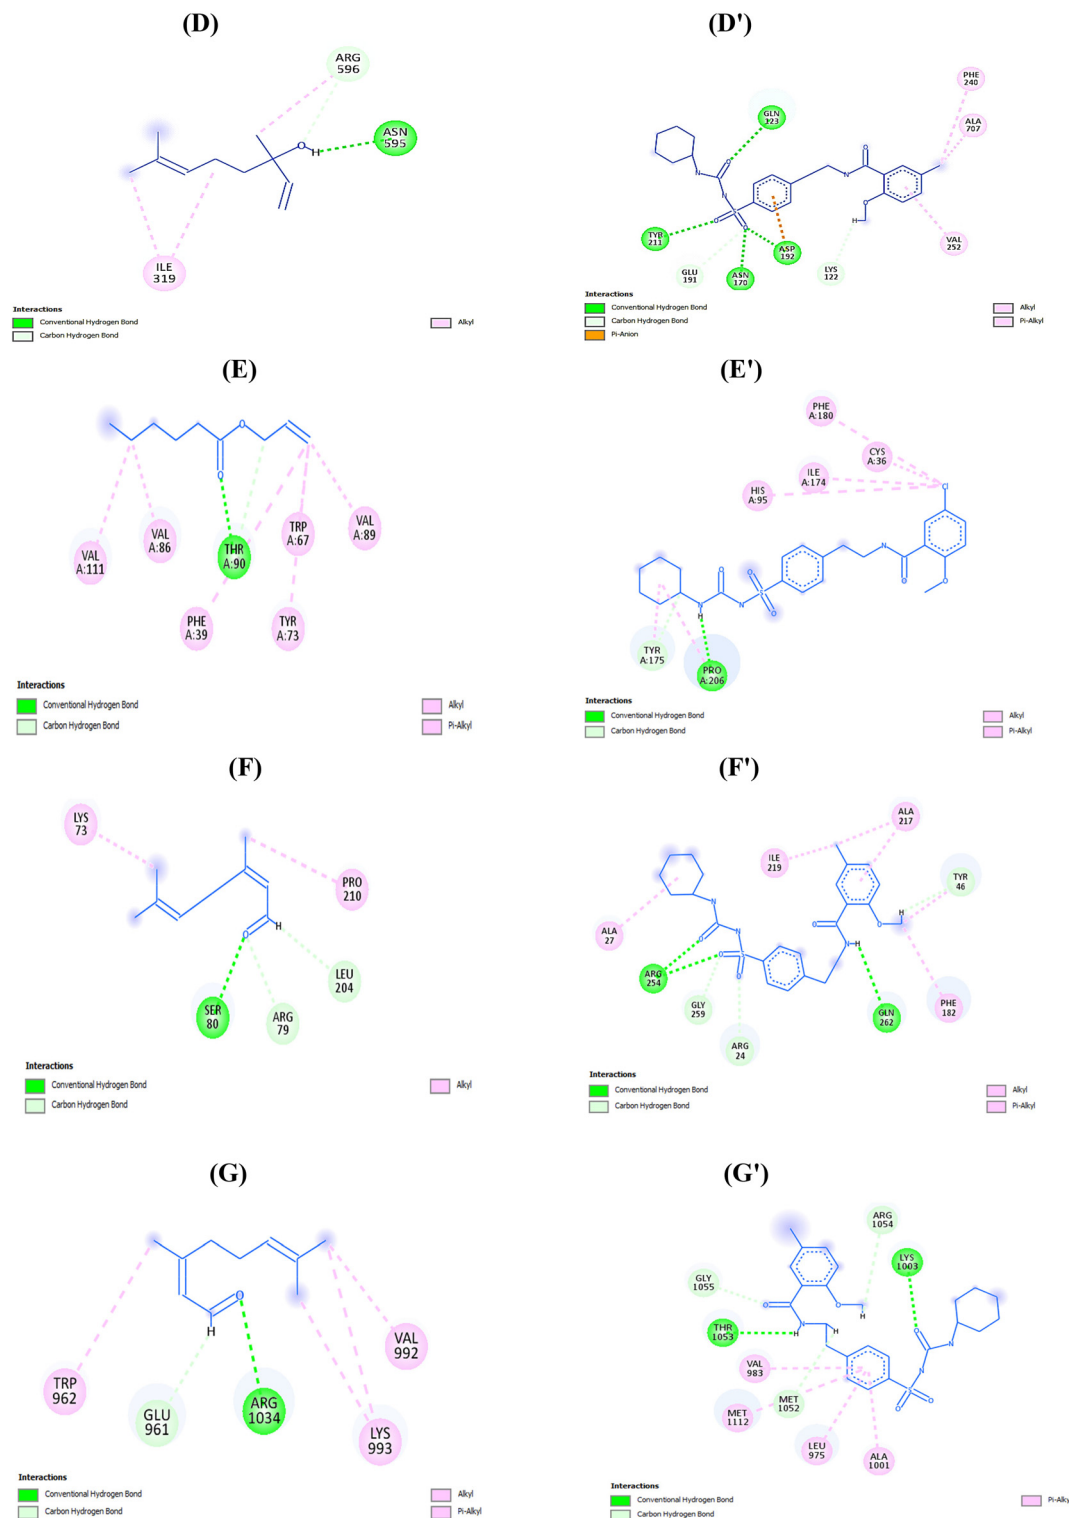 (D)
ARG
596
ASN
595
O
H
ILE
319
Interactions
Conventional Hydrogen Bond
Carbon Hydrogen Bond
Alkyl
(D')
PHE
240
GLN
123
ALA
707
O
O
N
N
N
O
S
O
O
H
TYR
211
ASP
192
VAL
252
GLU
191
ASN
170
LYS
122
Interactions
Conventional Hydrogen Bond
Carbon Hydrogen Bond
Pi-Anion
Alkyl
Pi-Alkyl
(E)
O
O
VAL
A:111
VAL
A:86
THR
A:90
TRP
A:67
VAL
A:89
PHE
A:39
TYR
A:73
Interactions
Conventional Hydrogen Bond
Carbon Hydrogen Bond
Alkyl
Pi-Alkyl
(E')
PHE
A:180
CYS
A:36
ILE
A:174
HIS
A:95
Cl
N
O
O
O
S
O
N
H
N
O
TYR
A:175
PRO
A:206
Interactions
Conventional Hydrogen Bond
Carbon Hydrogen Bond
Alkyl
Pi-Alkyl
(F)
LYS
73
PRO
210
H
O
LEU
204
SER
80
ARG
79
Interactions
Conventional Hydrogen Bond
Carbon Hydrogen Bond
Alkyl
(F')
ALA
217
ILE
219
TYR
46
N
H
O
O
ALA
27
N
O
N
H
O
S
O
ARG
254
GLY
259
GLN
262
PHE
182
ARG
24
Interactions
Conventional Hydrogen Bond
Carbon Hydrogen Bond
Alkyl
Pi-Alkyl
(G)
O
H
VAL
992
TRP
962
GLU
961
ARG
1034
LYS
993
Interactions
Conventional Hydrogen Bond
Carbon Hydrogen Bond
Alkyl
Pi-Alkyl
(G')
ARG
1054
LYS
1003
GLY
1055
O
O
H
THR
1053
H
N
H
O
N
VAL
983
N
MET
1052
S
O
O
MET
1112
LEU
975
ALA
1001
Interactions
Conventional Hydrogen Bond
Carbon Hydrogen Bond